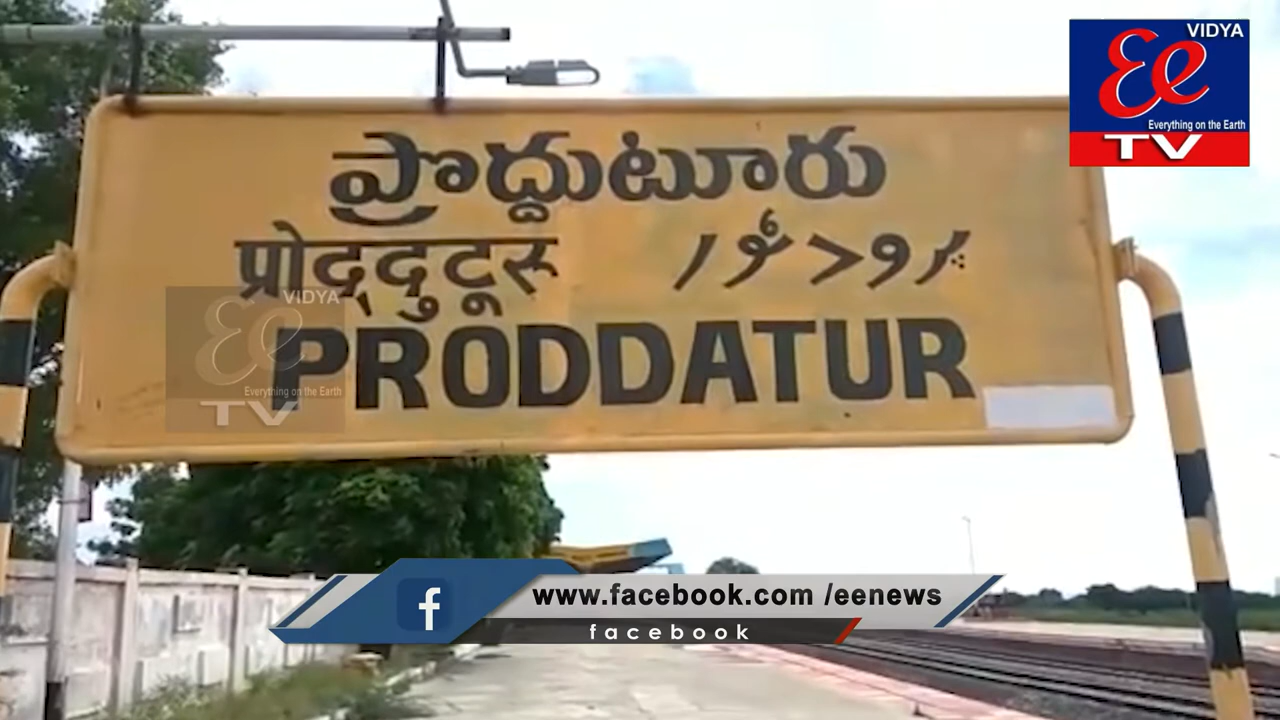 VIDYA
Ee
Everything on the Earth
TV
ప్రొద్దుటూరు
प्रोद्‌दुटूरू پرودٹور
PRODDATUR
VIDYA
Ee
Everything on the Earth
TV
f
www.facebook.com /eenews
facebook